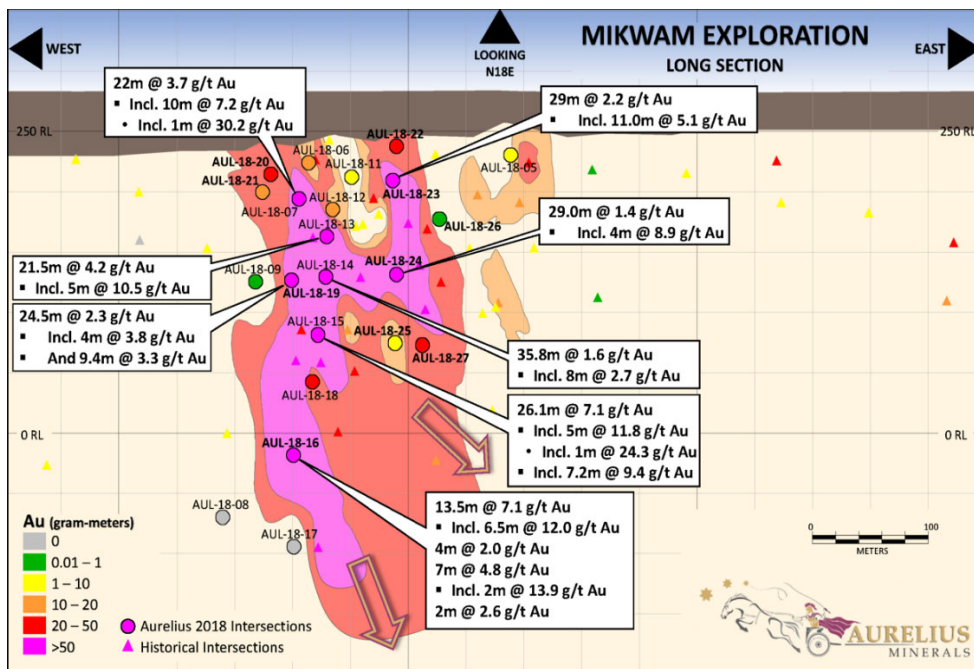 WEST
LOOKING
N18E
MIKWAM EXPLORATION
LONG SECTION
EAST
22m @ 3.7 g/t Au
▪ Incl. 10m @ 7.2 g/t Au
• Incl. 1m @ 30.2 g/t Au
29m @ 2.2 g/t Au
▪ Incl. 11.0m @ 5.1 g/t Au
250 RL
250 RL
AUL-18-22
AUL-18-06
AUL-18-11
AUL-18-20
AUL-18-05
AUL-18-21
AUL-18-12
AUL-18-23
AUL-18-07
AUL-18-13
AUL-18-26
29.0m @ 1.4 g/t Au
▪ Incl. 4m @ 8.9 g/t Au
21.5m @ 4.2 g/t Au
▪ Incl. 5m @ 10.5 g/t Au
AUL-18-09
AUL-18-14
AUL-18-24
AUL-18-19
24.5m @ 2.3 g/t Au
▪ Incl. 4m @ 3.8 g/t Au
▪ And 9.4m @ 3.3 g/t Au
AUL-18-15
AUL-18-25
AUL-18-27
35.8m @ 1.6 g/t Au
▪ Incl. 8m @ 2.7 g/t Au
AUL-18-18
26.1m @ 7.1 g/t Au
▪ Incl. 5m @ 11.8 g/t Au
• Incl. 1m @ 24.3 g/t Au
▪ Incl. 7.2m @ 9.4 g/t Au
0 RL
0 RL
AUL-18-16
AUL-18-08
AUL-18-17
13.5m @ 7.1 g/t Au
▪ Incl. 6.5m @ 12.0 g/t Au
4m @ 2.0 g/t Au
7m @ 4.8 g/t Au
▪ Incl. 2m @ 13.9 g/t Au
2m @ 2.6 g/t Au
Au (gram-meters)
0
0.01 – 1
1 – 10
10 – 20
20 – 50
>50
Aurelius 2018 Intersections
Historical Intersections
0 100
METERS
AURELIUS
MINERALS